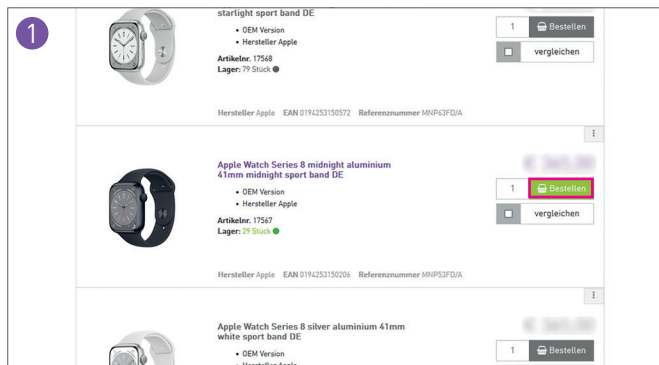 1
starlight sport band DE
• OEM Version
• Hersteller Apple
Artikelnr. 17568
Lager: 79 Stück
1
Bestellen
vergleichen
Hersteller Apple EAN 0194253150572 Referenznummer MNP63FD/A
Apple Watch Series 8 midnight aluminium
41mm midnight sport band DE
• OEM Version
• Hersteller Apple
Artikelnr. 17567
Lager: 29 Stück
1
Bestellen
vergleichen
Hersteller Apple EAN 0194253150206 Referenznummer MNP53FD/A
Apple Watch Series 8 silver aluminium 41mm
white sport band DE
• OEM Version
• Hersteller Apple
1
Bestellen